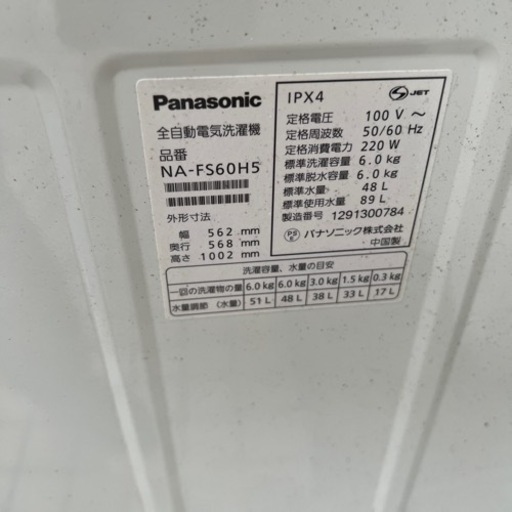 Panasonic
全自動電気洗濯機
品番
NA-FS60H5
外形寸法
幅 562 mm
奥行 568 mm
高さ 1002 mm
IPX4
S JET
定格電圧 100 V ～
定格周波数 50/60 Hz
定格消費電力 220 W
標準洗濯容量 6.0 kg
標準脱水容量 6.0 kg
標準水量 48 L
標準使用水量 89 L
製造番号 1291300784
PS E パナソニック株式会社
中国製
洗濯容量、水量の目安
一回の洗濯物の量 6.0 kg 6.0 kg 3.0 kg 1.5 kg 0.3 kg
水量調節 (水量) 51 L 48 L 38 L 33 L 17 L